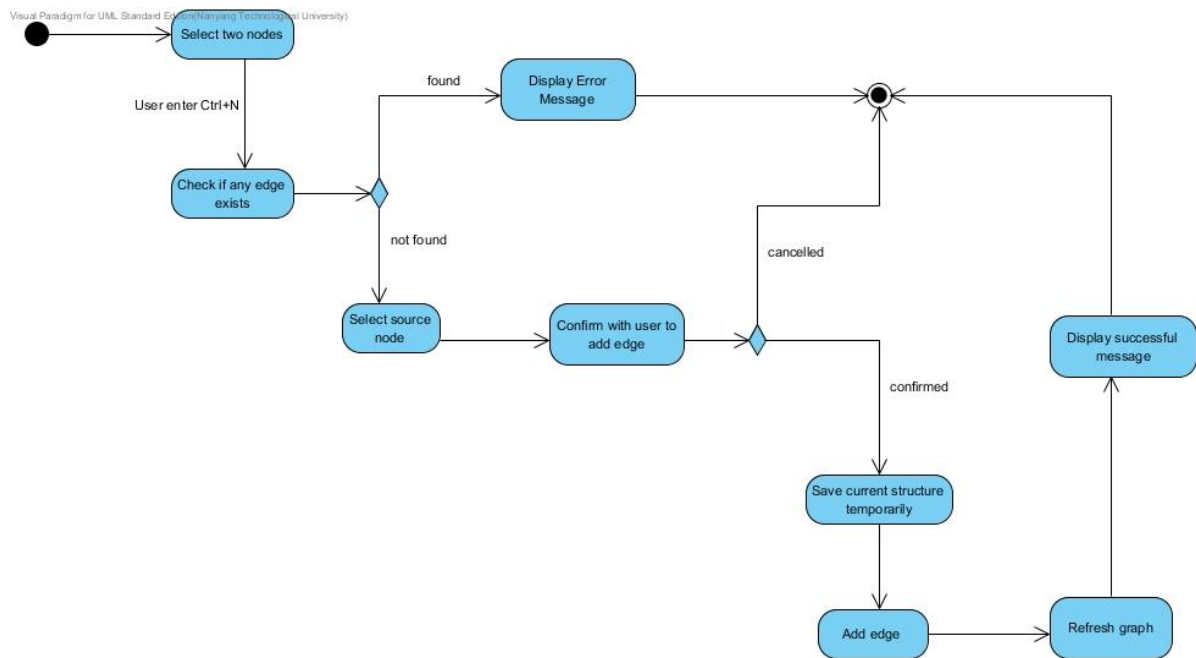 Visual Paradigm for UML Standard Edition(Nanyang Technological University)
Select two nodes
User enter Ctrl+N
Check if any edge
exists
found
Display Error
Message
not found
Select source
node
Confirm with user to
add edge
cancelled
confirmed
Display successful
message
Save current structure
temporarily
Add edge
Refresh graph